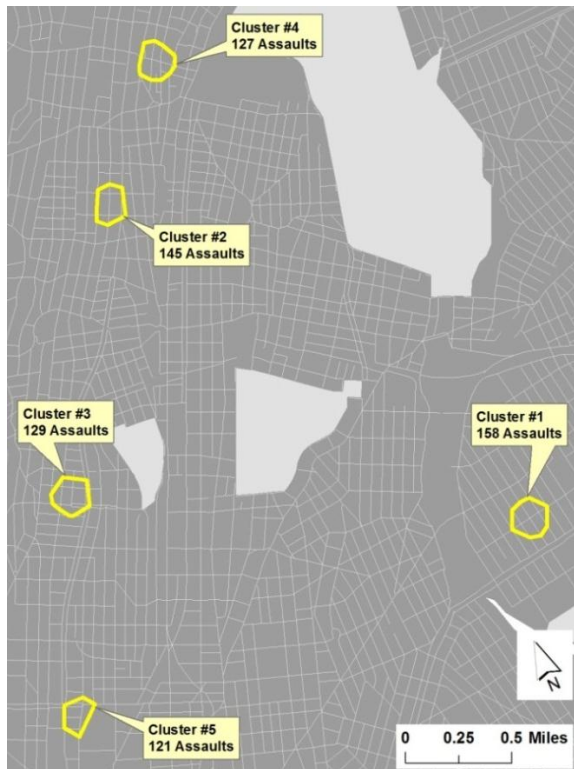 Cluster #4
127 Assaults
Cluster #2
145 Assaults
Cluster #3
129 Assaults
Cluster #1
158 Assaults
Cluster #5
121 Assaults
N
0 0.25 0.5 Miles